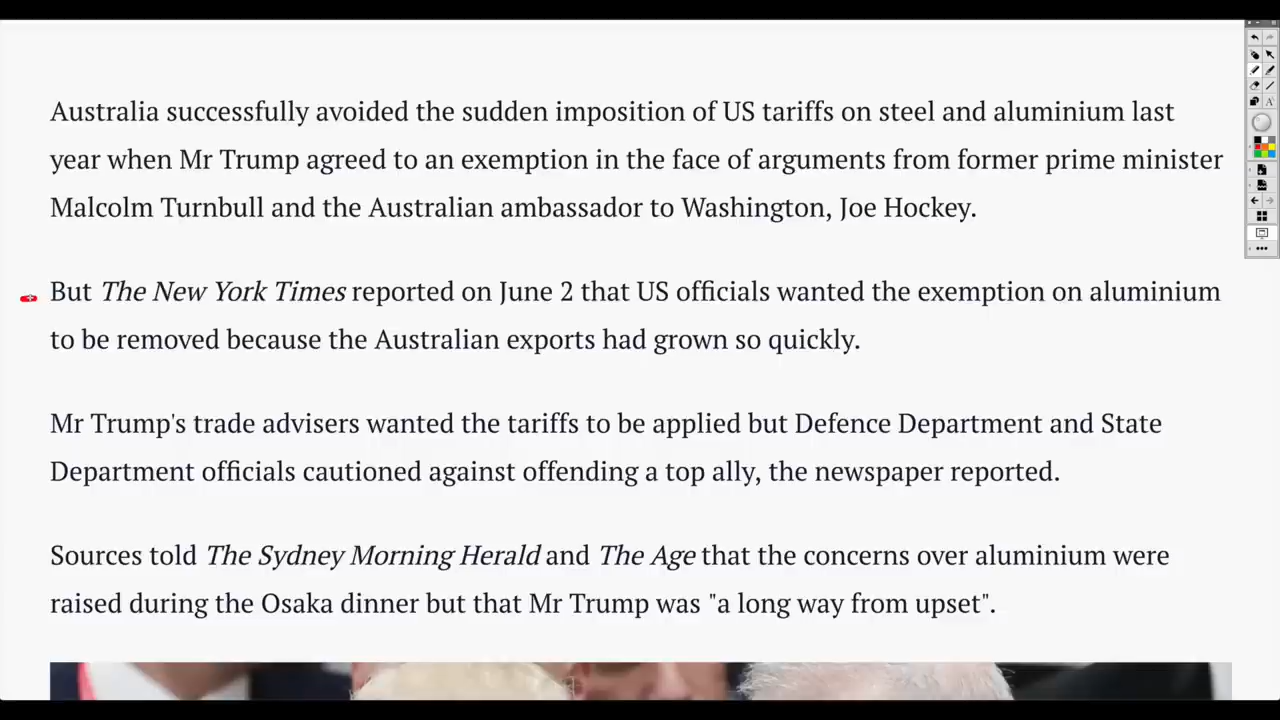 Australia successfully avoided the sudden imposition of US tariffs on steel and aluminium last
year when Mr Trump agreed to an exemption in the face of arguments from former prime minister
Malcolm Turnbull and the Australian ambassador to Washington, Joe Hockey.
But The New York Times reported on June 2 that US officials wanted the exemption on aluminium
to be removed because the Australian exports had grown so quickly.
Mr Trump's trade advisers wanted the tariffs to be applied but Defence Department and State
Department officials cautioned against offending a top ally, the newspaper reported.
Sources told The Sydney Morning Herald and The Age that the concerns over aluminium were
raised during the Osaka dinner but that Mr Trump was "a long way from upset".